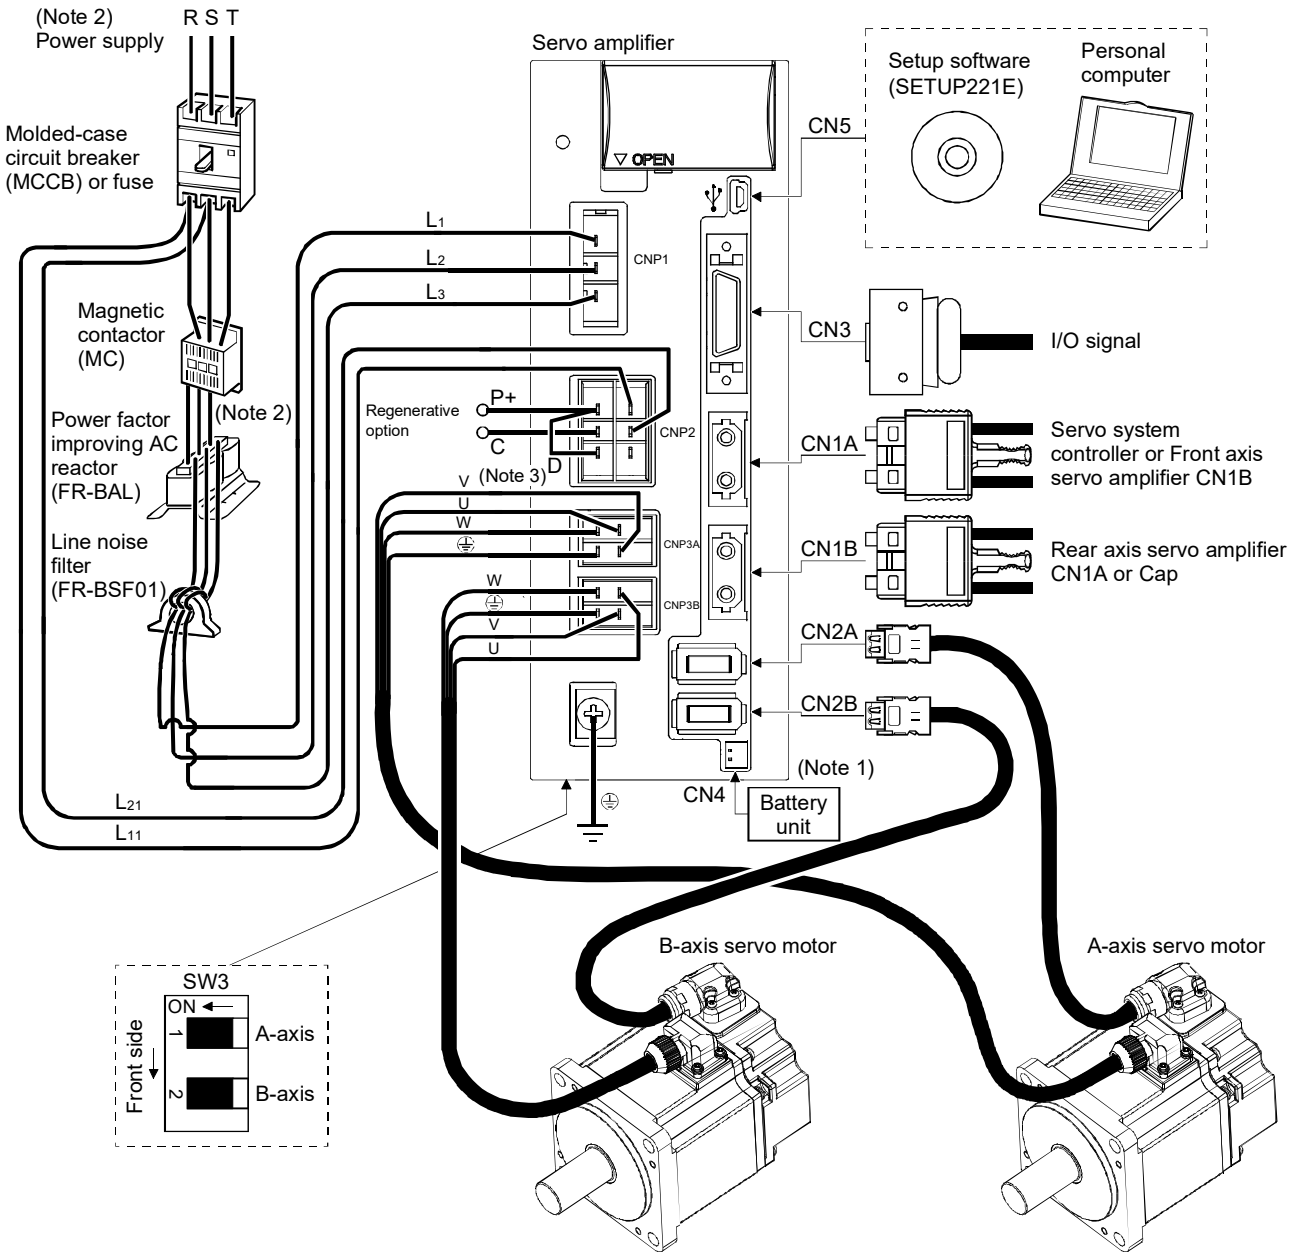 (Note 2)
Power supply
R S T
Servo amplifier
Setup software
(SETUP221E)
Personal
computer
Molded-case
circuit breaker
(MCCB) or fuse
▽ OPEN
CN5
L1
L2
L3
CNP1
Magnetic
contactor
(MC)
CN3
I/O signal
(Note 2)
Power factor
improving AC
reactor
(FR-BAL)
Regenerative
option
P+
C
D
CNP2
(Note 3)
CN1A
Servo system
controller or Front axis
servo amplifier CN1B
V
U
W
CNP3A
Line noise
filter
(FR-BSF01)
CN1B
Rear axis servo amplifier
CN1A or Cap
W
V
U
CNP3B
CN2A
CN2B
(Note 1)
CN4
Battery
unit
L21
L11
B-axis servo motor
A-axis servo motor
SW3
ON
1
A-axis
2
B-axis
Front side